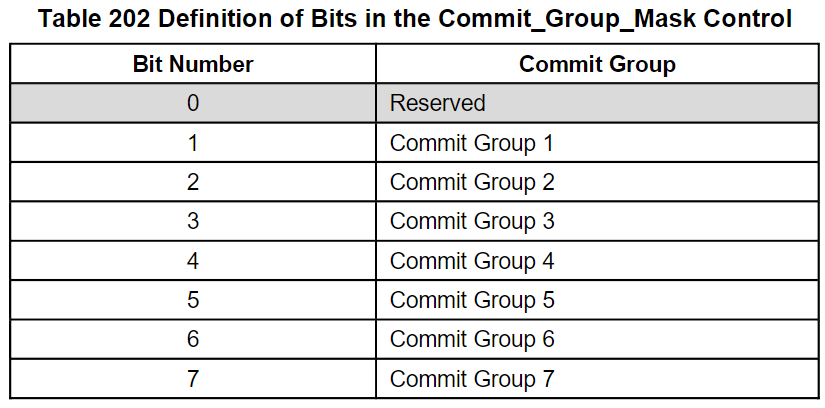 Table 202 Definition of Bits in the Commit_Group_Mask Control
Bit Number Commit Group
0 Reserved
1 Commit Group 1
2 Commit Group 2
3 Commit Group 3
4 Commit Group 4
5 Commit Group 5
6 Commit Group 6
7 Commit Group 7